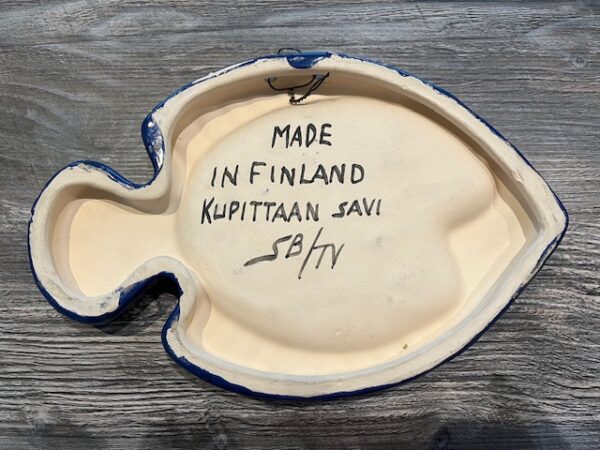 MADE
IN FINLAND
KUPITTAAN SAVI
SB/TV